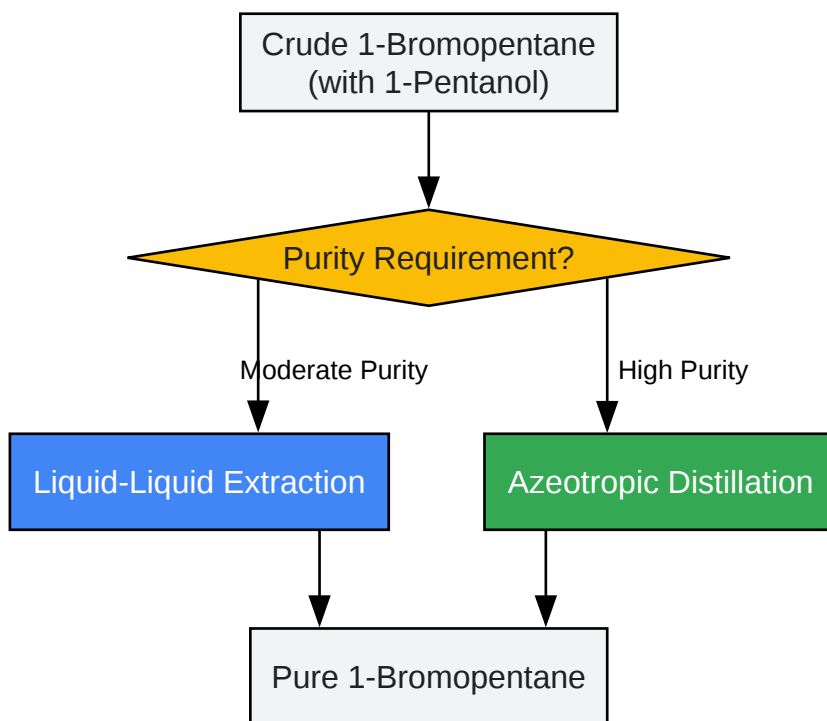 Crude 1-Bromopentane
(with 1-Pentanol)
Purity Requirement?
Moderate Purity
High Purity
Liquid-Liquid Extraction
Azeotropic Distillation
Pure 1-Bromopentane